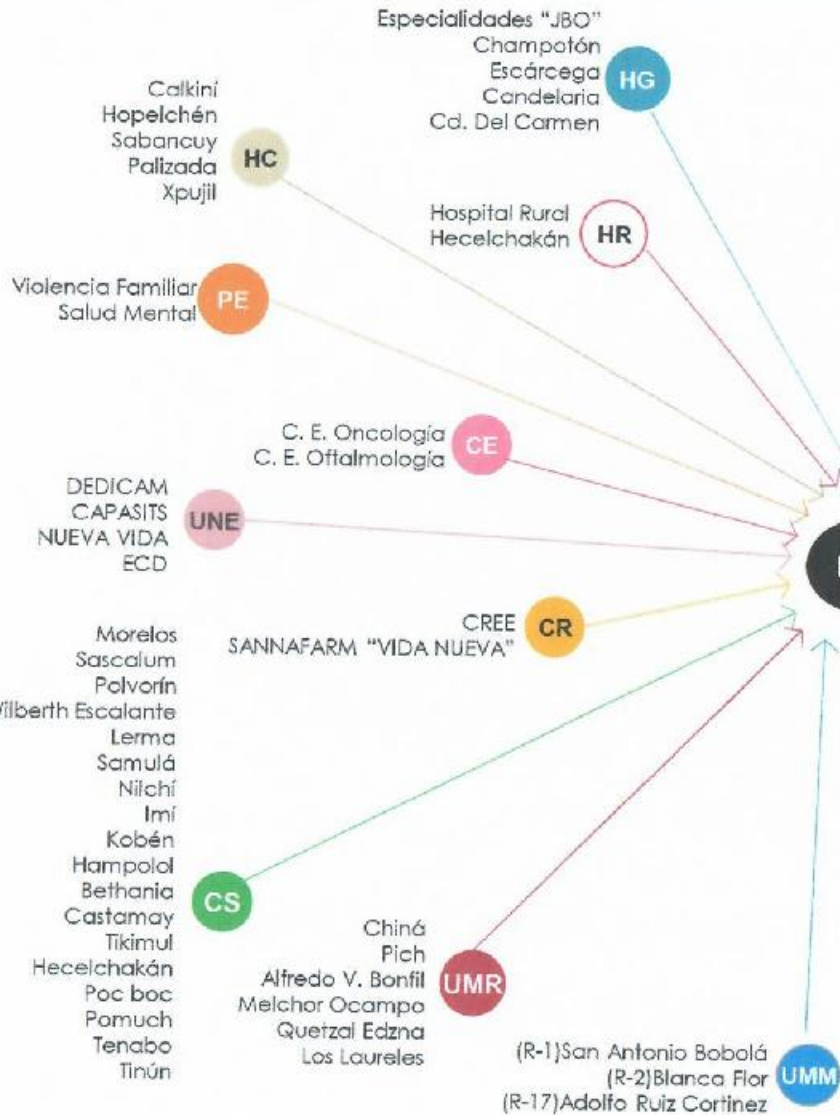 Especialidades “JBO”
Champotón
Escárcega
Candelaria
Cd. Del Carmen
HG
Calkiní
Hopelchén
Sabancuy
Palizada
Xpujil
HC
Hospital Rural
Hecelchakán
HR
Violencia Familiar
Salud Mental
PE
C. E. Oncología
C. E. Oftalmología
CE
DEDICAM
CAPASITS
NUEVA VIDA
ECD
UNE
CREE
SANNAFARM “VIDA NUEVA”
CR
Morelos
Sascalum
Polvorín
Escalante
Lerma
Samulá
Nilchí
Imí
Kobén
Hampolol
Bethania
Castamay
Tikimul
Hecelchakán
Poc boc
Pomuch
Tenabo
Tinún
CS
Chiná
Pich
Alfredo V. Bonfil
Melchor Ocampo
Quetzal Edzna
Los Laureles
UMR
(R-1)San Antonio Bobolá
(R-2)Blanca Flor
(R-17)Adolfo Ruiz Cortinez
UMM